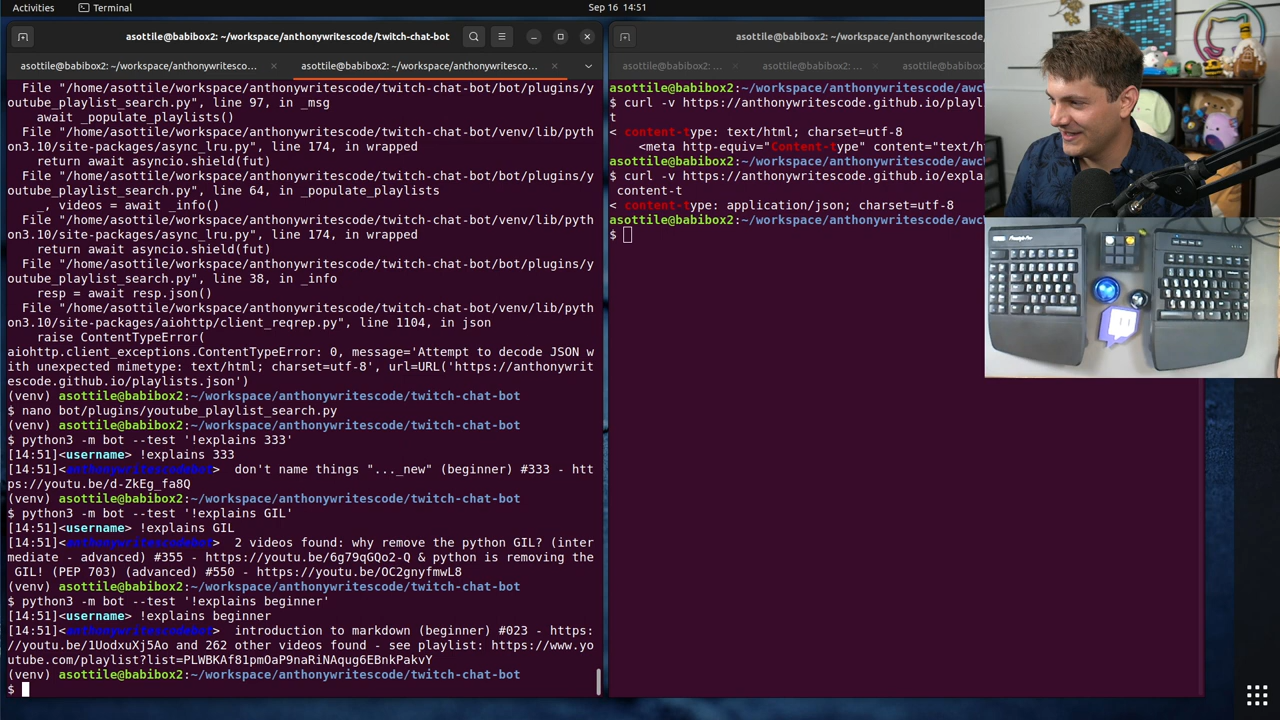 Activities
Terminal
Sep 16 14:51
asottile@babibox2: ~/workspace/anthonywritescode/twitch-chat-bot
asottile@babibox2: ~/workspace/anthonywritesco...
asottile@babibox2: ~/workspace/anthonywritesco...
File "/home/asottile/workspace/anthonywritescode/twitch-chat-bot/bot/plugins/y
outube_playlist_search.py", line 97, in _msg
await _populate_playlists()
File "/home/asottile/workspace/anthonywritescode/twitch-chat-bot/venv/lib/pyth
on3.10/site-packages/async_lru.py", line 174, in wrapped
return await asyncio.shield(fut)
File "/home/asottile/workspace/anthonywritescode/twitch-chat-bot/bot/plugins/y
outube_playlist_search.py", line 64, in _populate_playlists
_, videos = await _info()
File "/home/asottile/workspace/anthonywritescode/twitch-chat-bot/venv/lib/pyth
on3.10/site-packages/async_lru.py", line 174, in wrapped
return await asyncio.shield(fut)
File "/home/asottile/workspace/anthonywritescode/twitch-chat-bot/bot/plugins/y
outube_playlist_search.py", line 38, in _info
resp = await resp.json()
File "/home/asottile/workspace/anthonywritescode/twitch-chat-bot/venv/lib/pyth
on3.10/site-packages/aiohttp/client_reqrep.py", line 1104, in json
raise ContentTypeError(
aiohttp.client_exceptions.ContentTypeError: 0, message='Attempt to decode JSON w
ith unexpected mimetype: text/html; charset=utf-8', url=URL('https://anthonywrit
escode.github.io/playlists.json')
(venv) asottile@babibox2:~/workspace/anthonywritescode/twitch-chat-bot
$ nano bot/plugins/youtube_playlist_search.py
(venv) asottile@babibox2:~/workspace/anthonywritescode/twitch-chat-bot
$ python3 -m bot --test '!explains 333'
[14:51]<username> !explains 333
[14:51]<anthonywritescodebot>  don't name things "..._new" (beginner) #333 - htt
ps://youtu.be/d-ZkEg_fa8Q
(venv) asottile@babibox2:~/workspace/anthonywritescode/twitch-chat-bot
$ python3 -m bot --test '!explains GIL'
[14:51]<username> !explains GIL
[14:51]<anthonywritescodebot>  2 videos found: why remove the python GIL? (inter
mediate - advanced) #355 - https://youtu.be/6g79qGQo2-Q & python is removing the
GIL! (PEP 703) (advanced) #550 - https://youtu.be/OC2gnyfmwL8
(venv) asottile@babibox2:~/workspace/anthonywritescode/twitch-chat-bot
$ python3 -m bot --test '!explains beginner'
[14:51]<username> !explains beginner
[14:51]<anthonywritescodebot>  introduction to markdown (beginner) #023 - https:
//youtu.be/1UodxuXj5Ao and 262 other videos found - see playlist: https://www.yo
utube.com/playlist?list=PLWBKAf81pmOaP9naRiNAqug6EBnkPakvY
(venv) asottile@babibox2:~/workspace/anthonywritescode/twitch-chat-bot
$
asottile@babibox2: ~/workspace/anthonywritescode/
asottile@babibox2: ...
asottile@babibox2: ...
asottile@babibox2
asottile@babibox2:~/workspace/anthonywritescode/awc
$ curl -v https://anthonywritescode.github.io/playl
t
< content-type: text/html; charset=utf-8
<meta http-equiv="Content-type" content="text/h
asottile@babibox2:~/workspace/anthonywritescode/awc
$ curl -v https://anthonywritescode.github.io/expla
content-t
< content-type: application/json; charset=utf-8
asottile@babibox2:~/workspace/anthonywritescode/awc
$